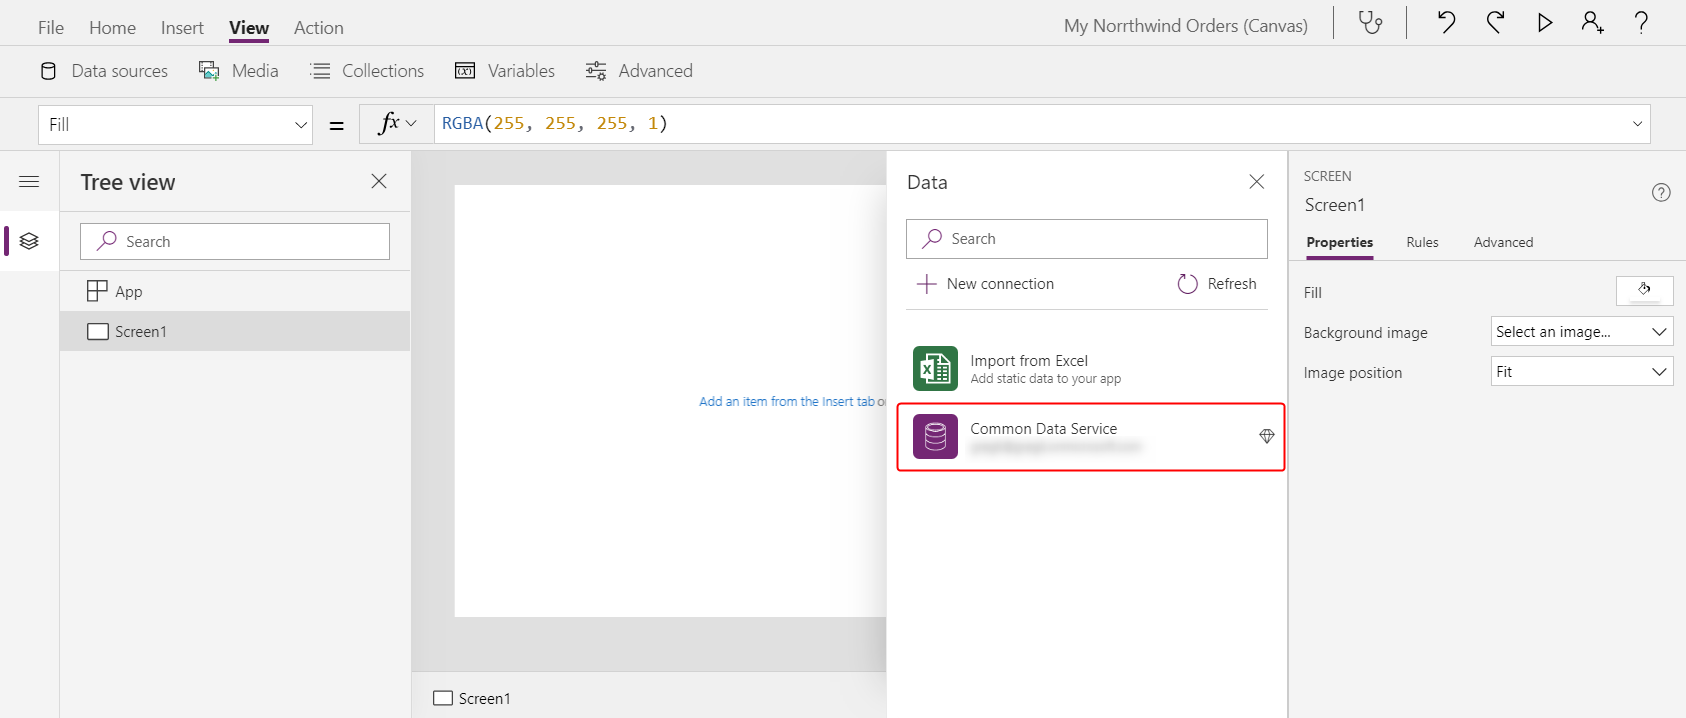 File Home Insert View Action
My Norrthwind Orders (Canvas)
Data sources Media Collections Variables Advanced
Fill = fx RGBA(255, 255, 255, 1)
Tree view
Search
App
Screen1
Add an item from the Insert tab
Screen1
Data
Search
New connection Refresh
Import from Excel
Add static data to your app
Common Data Service
SCREEN
Screen1
Properties Rules Advanced
Fill
Background image Select an image...
Image position Fit